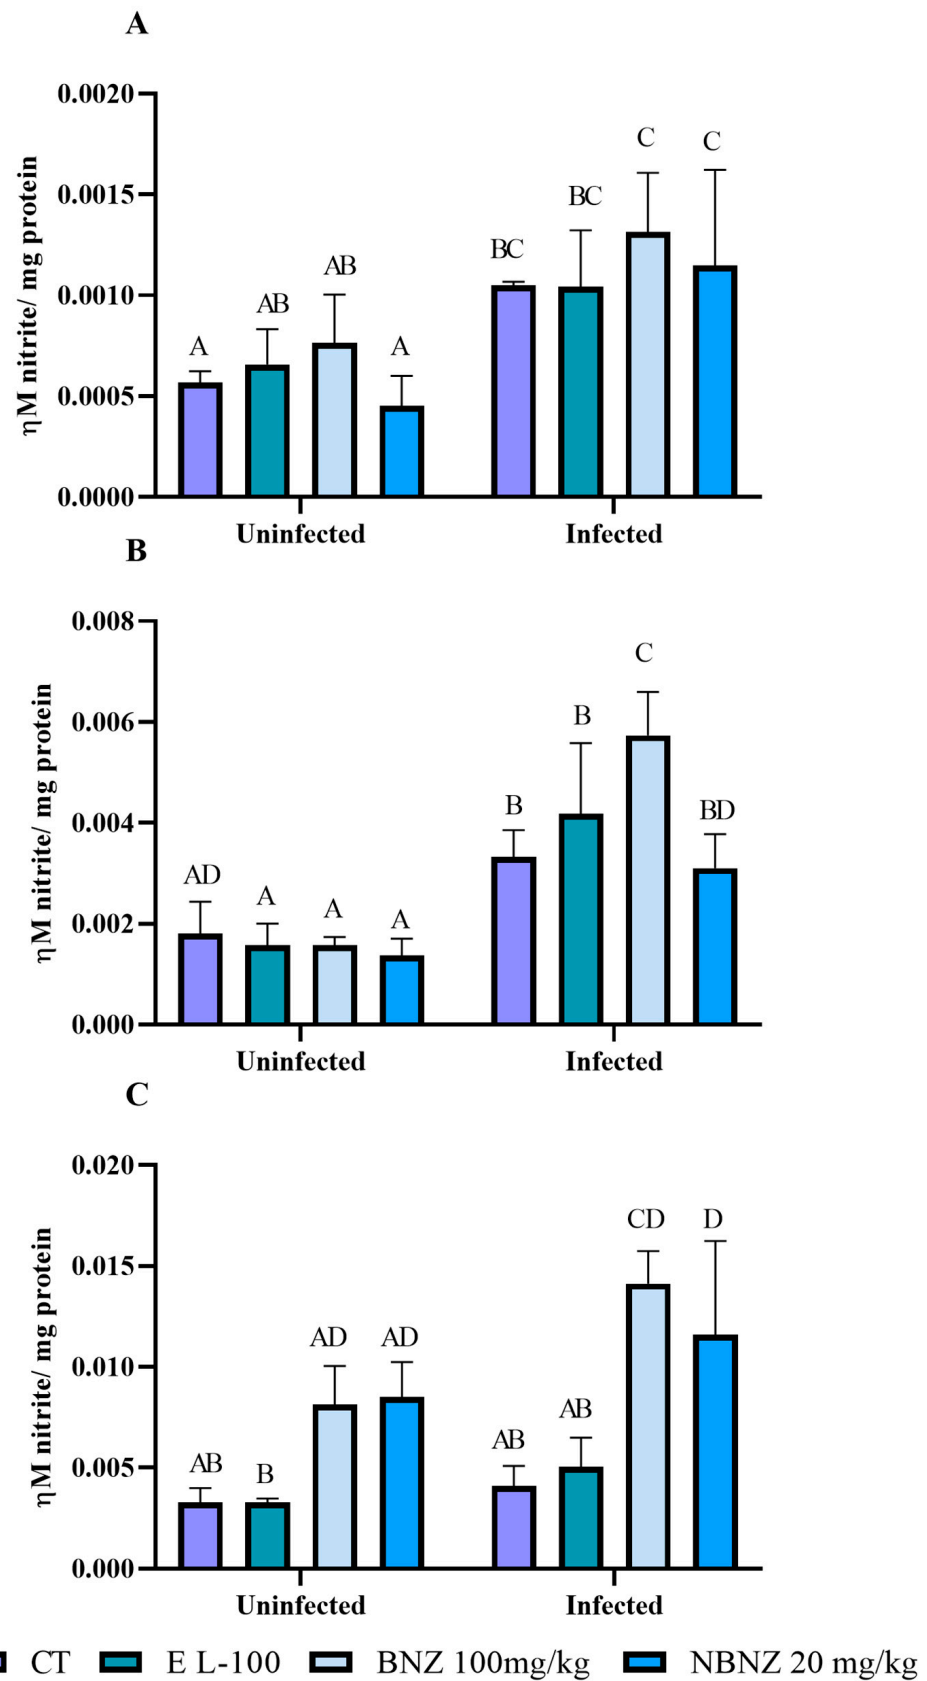 A
0.0020
0.0015
0.0010
0.0005
0.0000
ηM nitrite/ mg protein
A AB AB A BC BC C C
Uninfected Infected
B
0.008
0.006
0.004
0.002
0.000
ηM nitrite/ mg protein
AD A A A B B C BD
Uninfected Infected
C
0.020
0.015
0.010
0.005
0.000
ηM nitrite/ mg protein
AB B AD AD AB AB CD D
Uninfected Infected
CT E L-100 BNZ 100mg/kg NBNZ 20 mg/kg